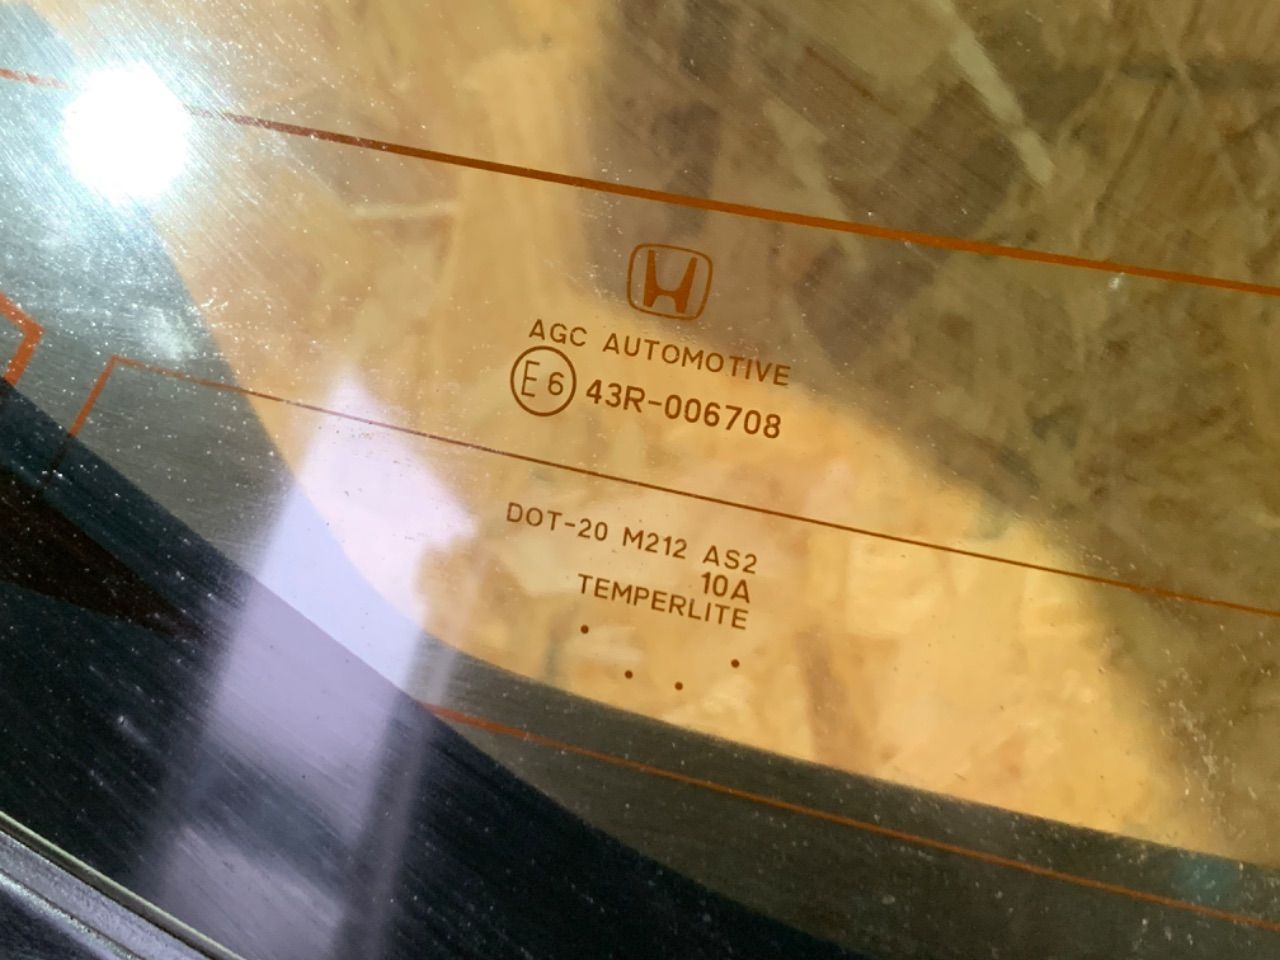 AGC AUTOMOTIVE
E6 43R-006708
DOT-20 M212 AS2
10A
TEMPERLITE